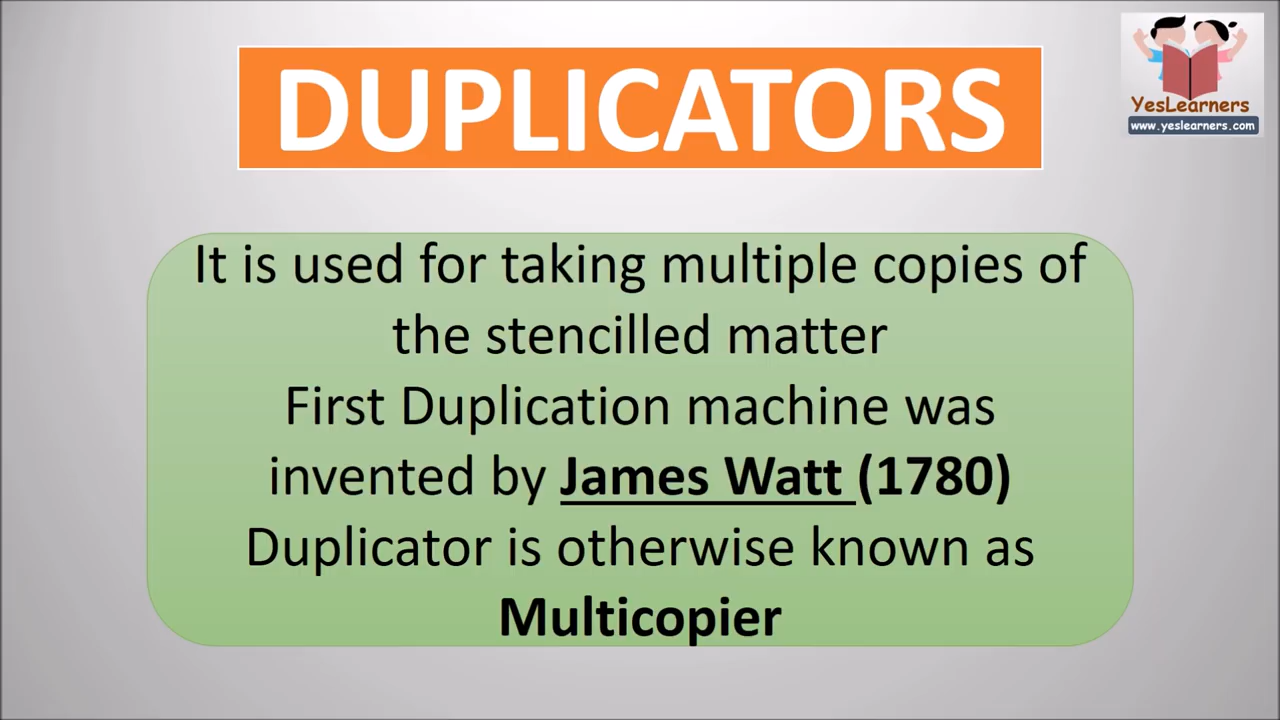 DUPLICATORS
YesLearners
www.yeslearners.com
It is used for taking multiple copies of
the stencilled matter
First Duplication machine was
invented by James Watt (1780)
Duplicator is otherwise known as
Multicopier